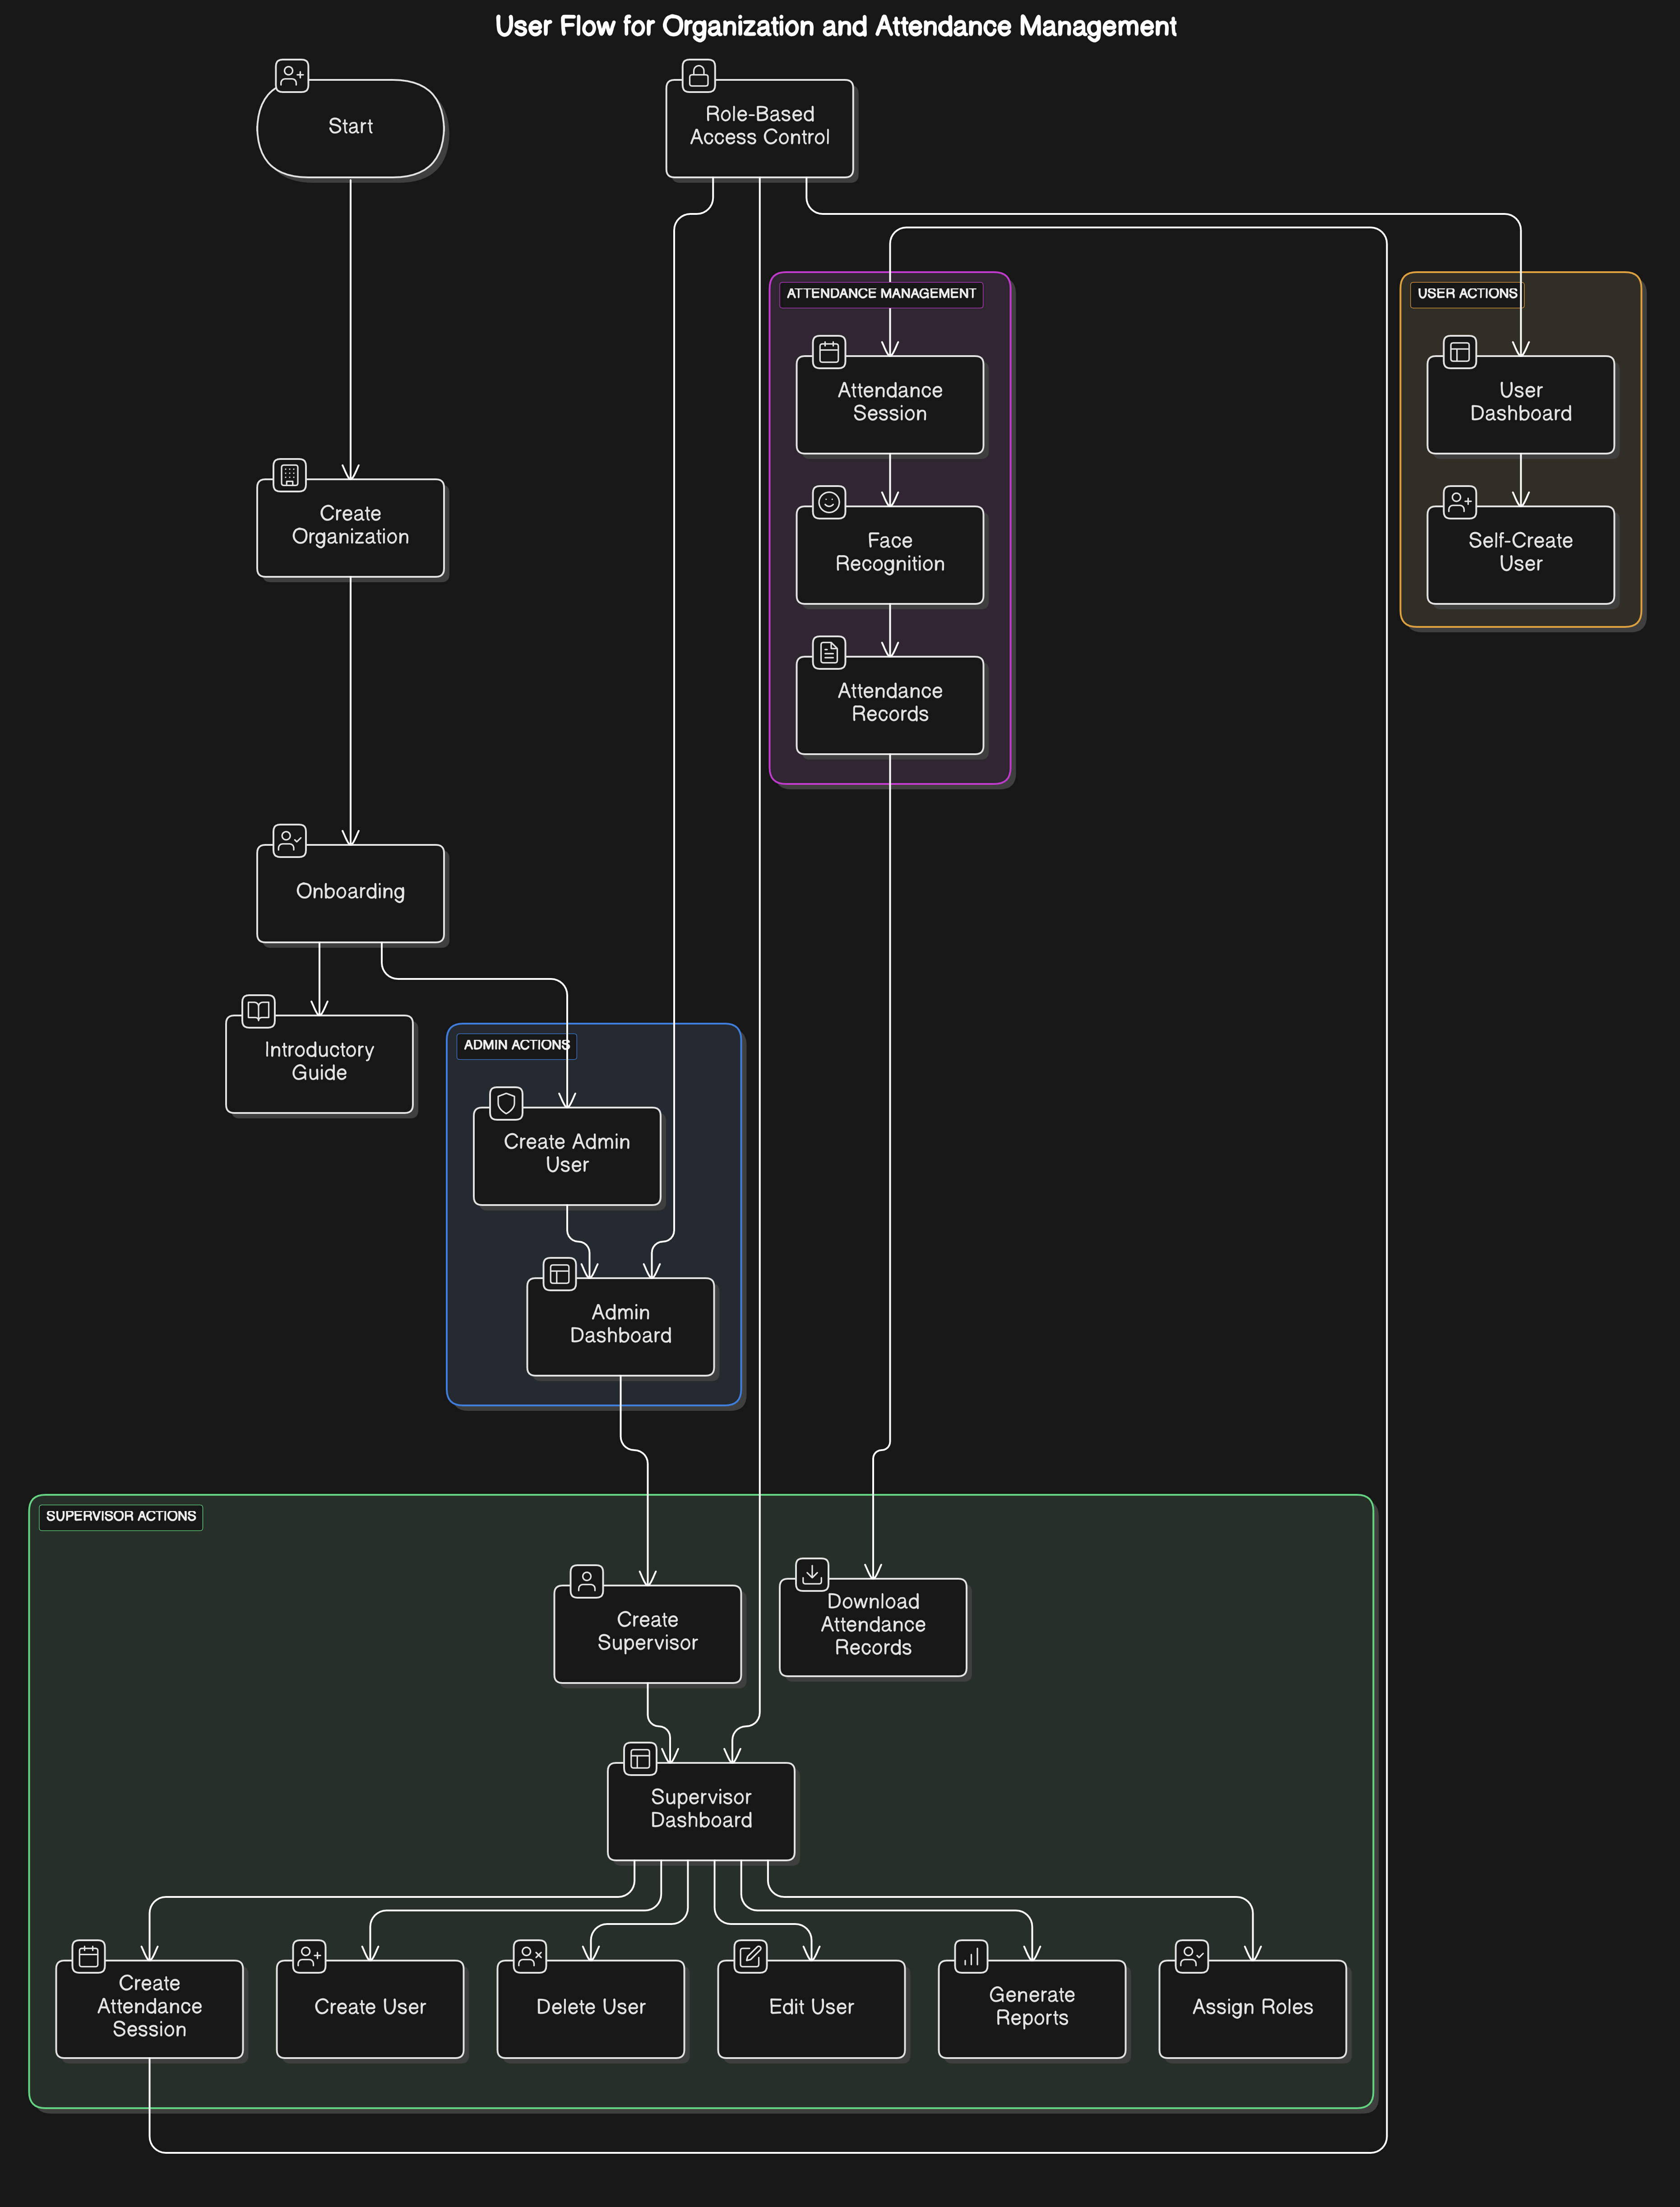 User Flow for Organization and Attendance Management
Start
Role-Based
Access Control
ATTENDANCE MANAGEMENT
USER ACTIONS
Attendance
Session
User
Dashboard
Create
Organization
Face
Recognition
Self-Create
User
Attendance
Records
Onboarding
Introductory
Guide
ADMIN ACTIONS
Create Admin
User
Admin
Dashboard
SUPERVISOR ACTIONS
Create
Supervisor
Download
Attendance
Records
Supervisor
Dashboard
Create
Attendance
Session
Create User
Delete User
Edit User
Generate
Reports
Assign Roles